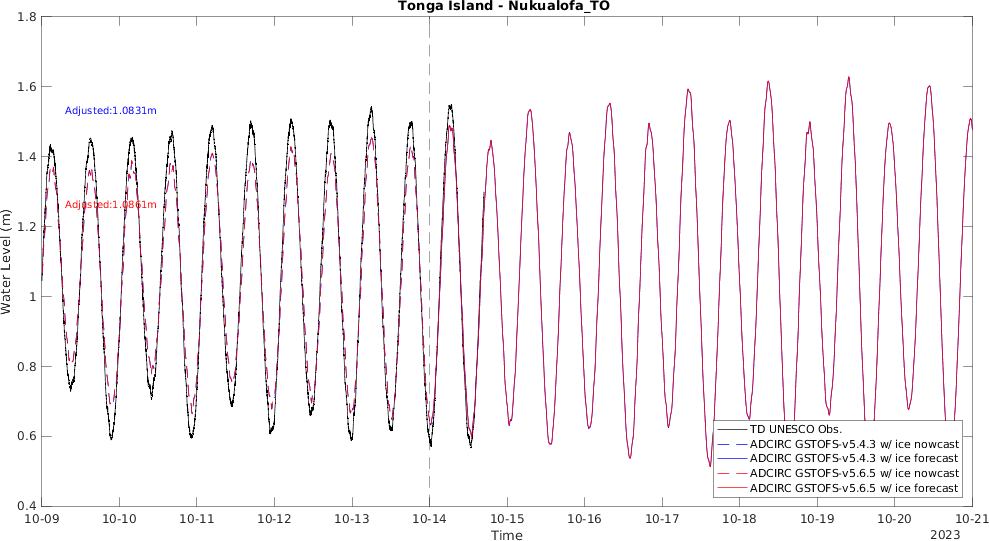 Tonga Island - Nukualofa_TO
1.8
1.6
1.4
1.2
1
0.8
0.6
0.4
Water Level (m)
Adjusted:1.0831m
Adjusted:1.0861m
TD UNESCO Obs.
ADCIRC GSTOFS-v5.4.3 w/ ice nowcast
ADCIRC GSTOFS-v5.4.3 w/ ice forecast
ADCIRC GSTOFS-v5.6.5 w/ ice nowcast
ADCIRC GSTOFS-v5.6.5 w/ ice forecast
10-09 10-10 10-11 10-12 10-13 10-14 10-15 10-16 10-17 10-18 10-19 10-20 10-21
Time
2023